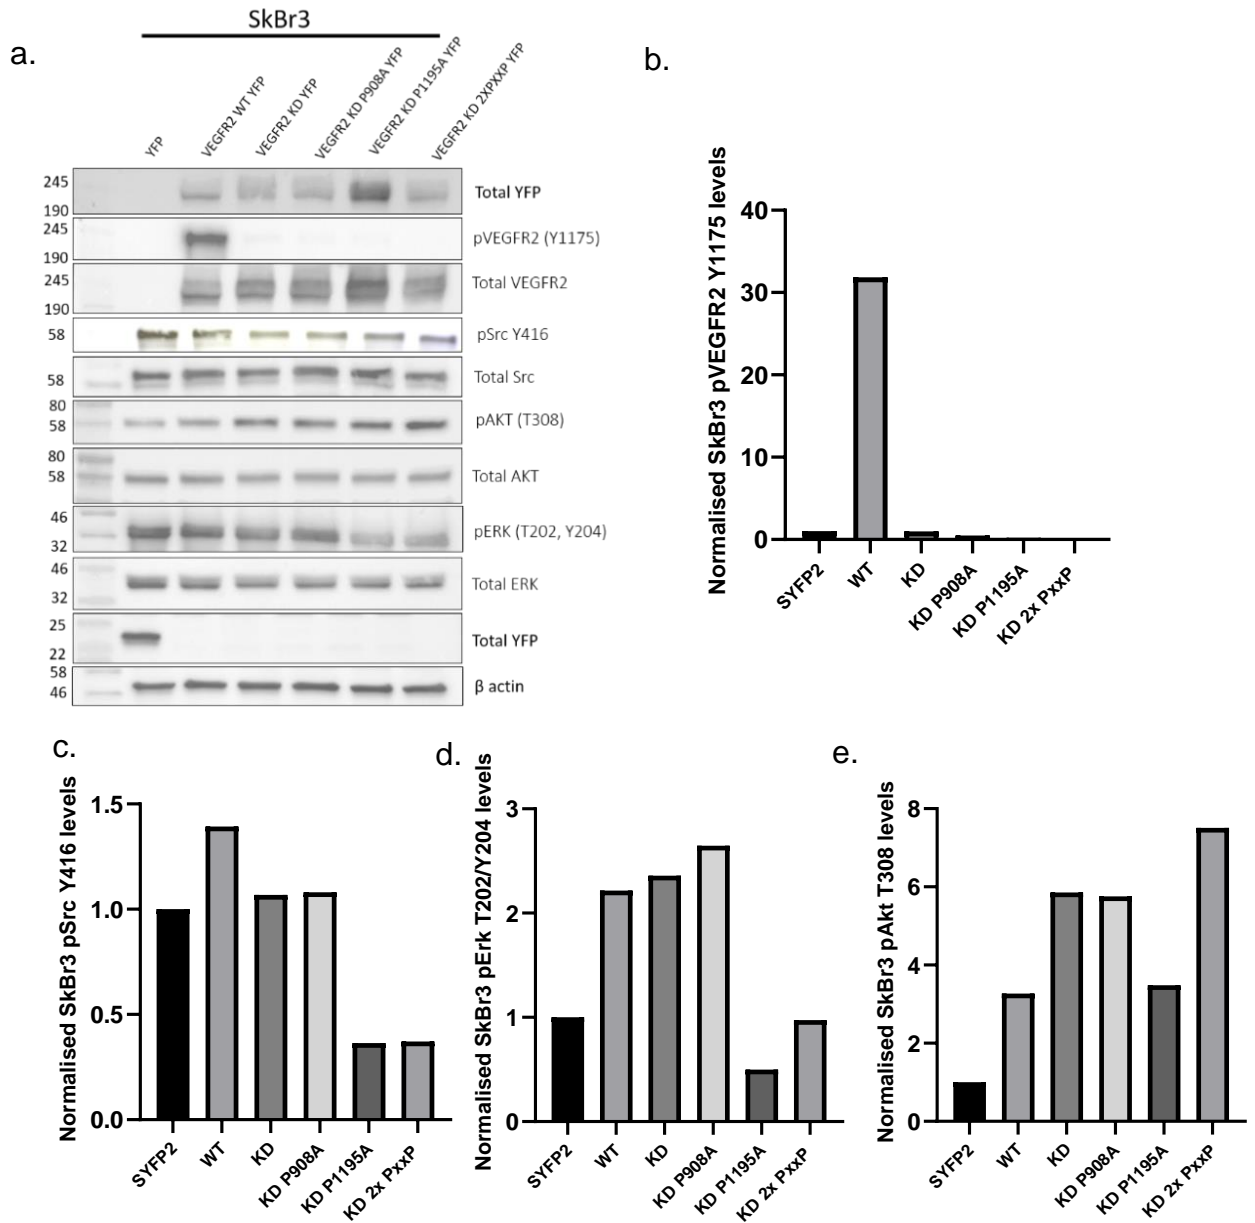 SkBr3
a.
YFP
VEGFR2 WT YFP
VEGFR2 KD YFP
VEGFR2 KD P908A YFP
VEGFR2 KD P1195A YFP
VEGFR2 KD 2XPXXP YFP
245
190
Total YFP
245
190
pVEGFR2 (Y1175)
245
190
Total VEGFR2
58
pSrc Y416
58
Total Src
80
58
pAKT (T308)
80
58
Total AKT
46
32
pERK (T202, Y204)
46
32
Total ERK
25
22
Total YFP
58
46
β actin
b.
Normalised SkBr3 pVEGFR2 Y1175 levels
40
30
20
10
0
SYFP2
WT
KD
KD P908A
KD P1195A
KD 2x PxxP
c.
Normalised SkBr3 pSrc Y416 levels
1.5
1.0
0.5
0.0
SYFP2
WT
KD
KD P908A
KD P1195A
KD 2x PxxP
d.
Normalised SkBr3 pErk T202/Y204 levels
3
2
1
0
SYFP2
WT
KD
KD P908A
KD P1195A
KD 2x PxxP
e.
Normalised SkBr3 pAkt T308 levels
8
6
4
2
0
SYFP2
WT
KD
KD P908A
KD P1195A
KD 2x PxxP